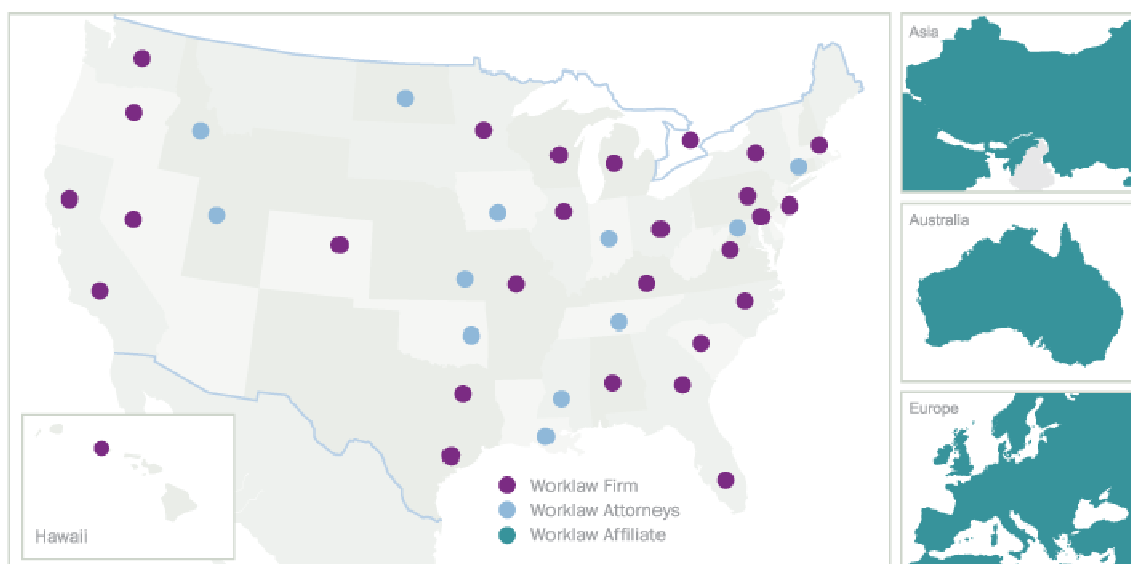 Asia
Australia
Europe
Hawaii
Worklaw Firm
Worklaw Attorneys
Worklaw Affiliate